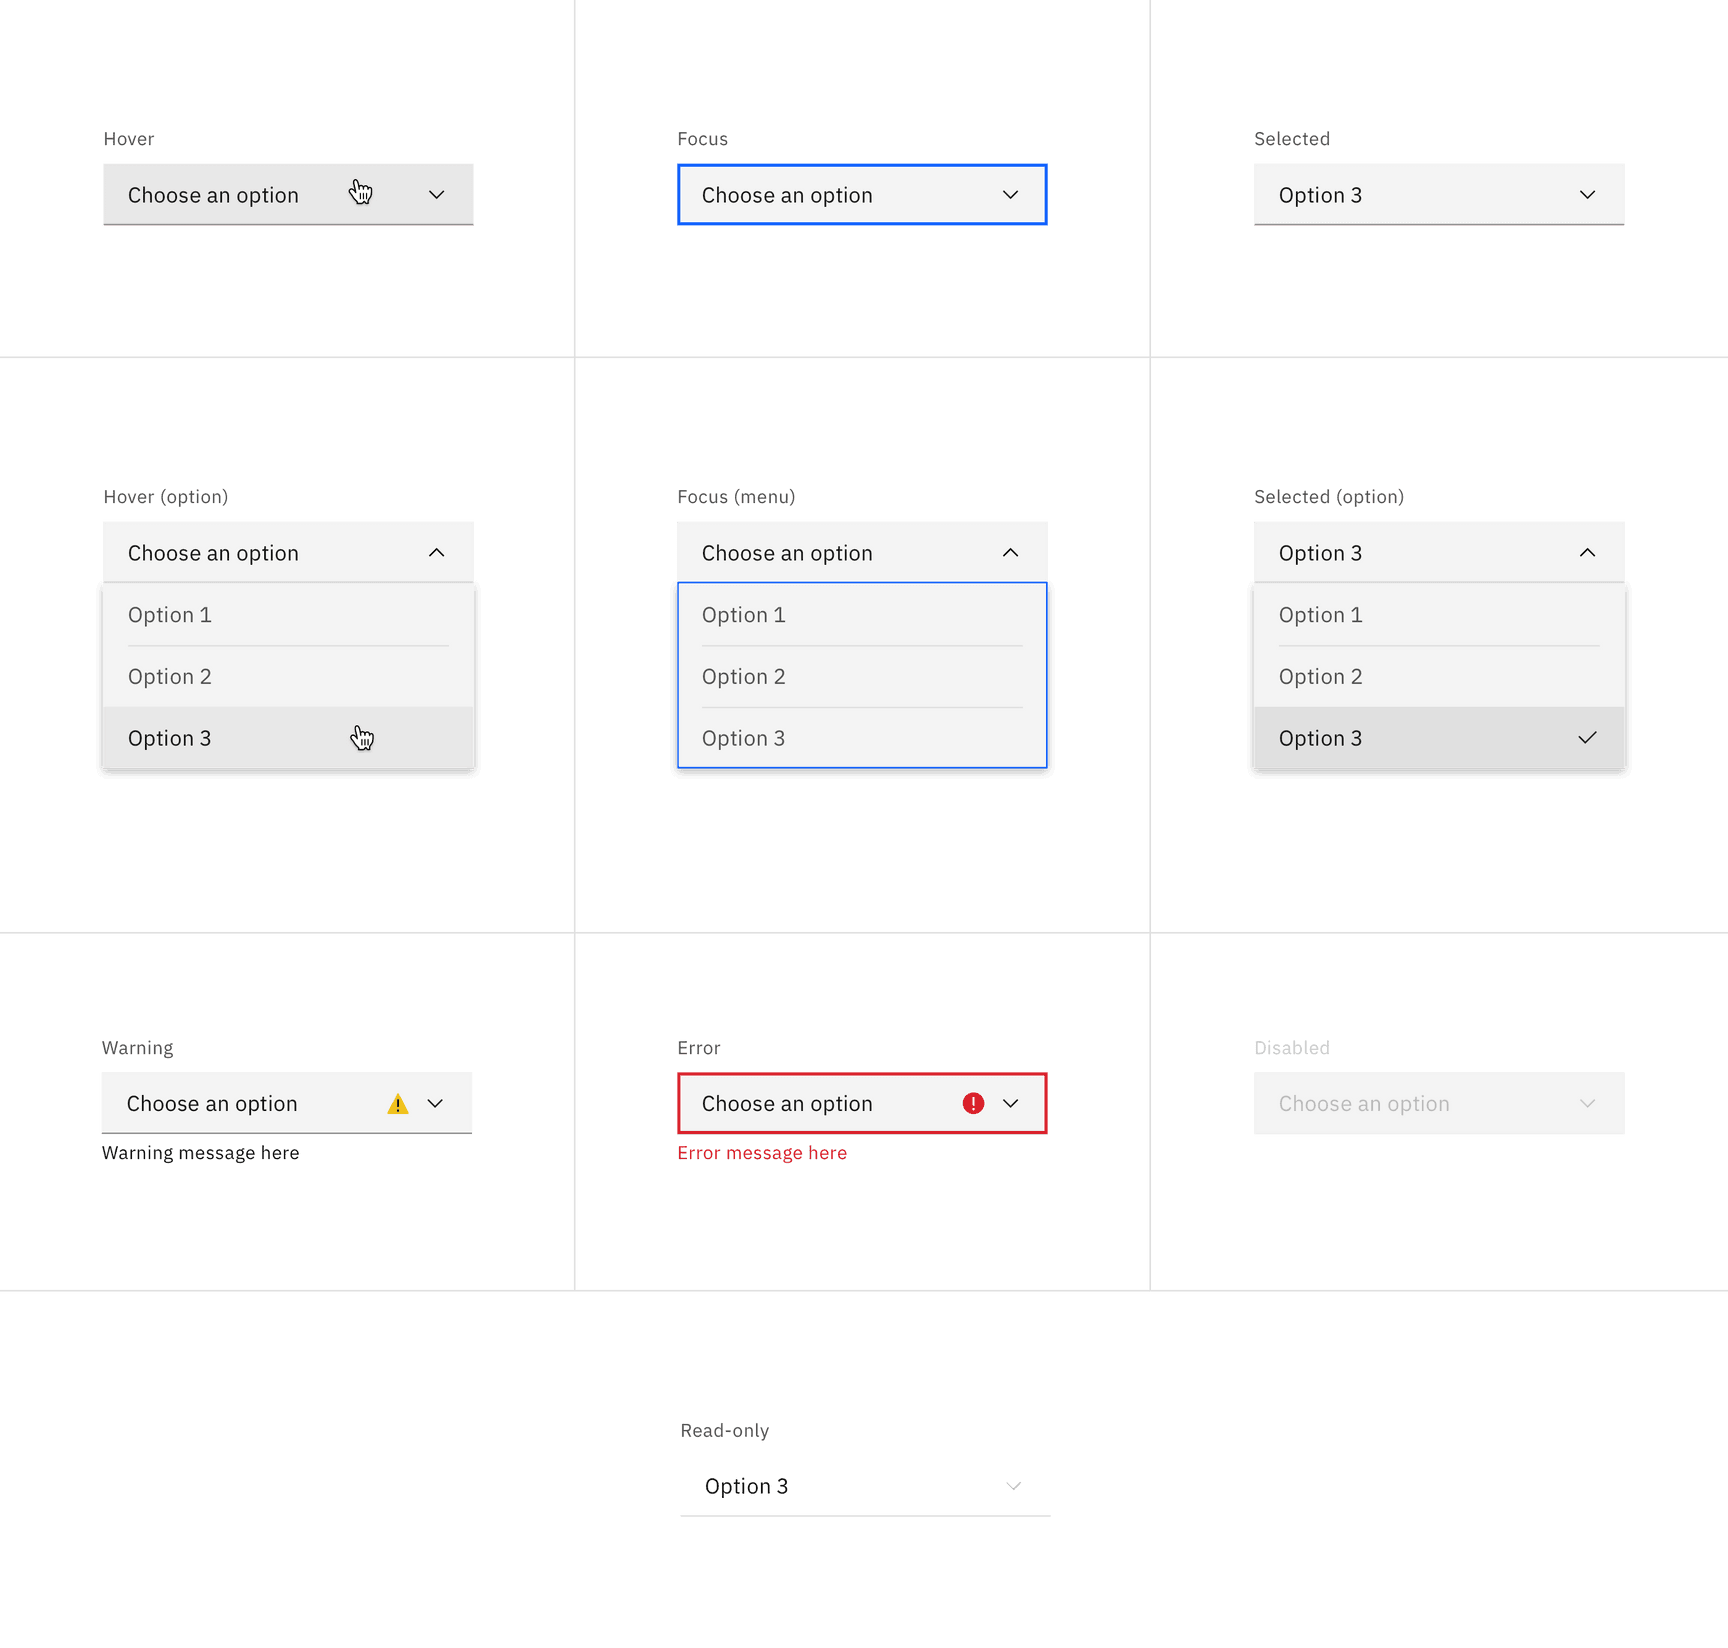 Hover
Choose an option
Focus
Choose an option
Selected
Option 3
Hover (option)
Choose an option
Option 1
Option 2
Option 3
Focus (menu)
Choose an option
Option 1
Option 2
Option 3
Selected (option)
Option 3
Option 1
Option 2
Option 3
Warning
Choose an option
Warning message here
Error
Choose an option
Error message here
Disabled
Choose an option
Read-only
Option 3